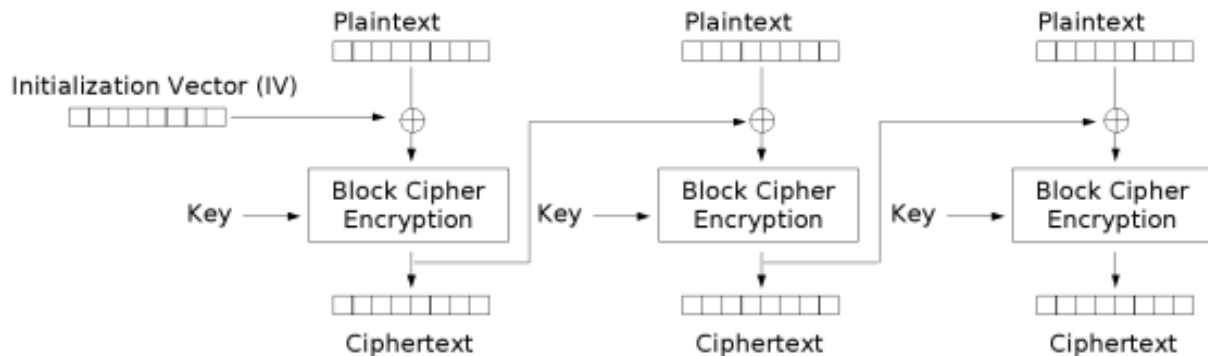 Plaintext
Plaintext
Plaintext
Initialization Vector (IV)
Block Cipher
Encryption
Block Cipher
Encryption
Block Cipher
Encryption
Key
Key
Key
Ciphertext
Ciphertext
Ciphertext